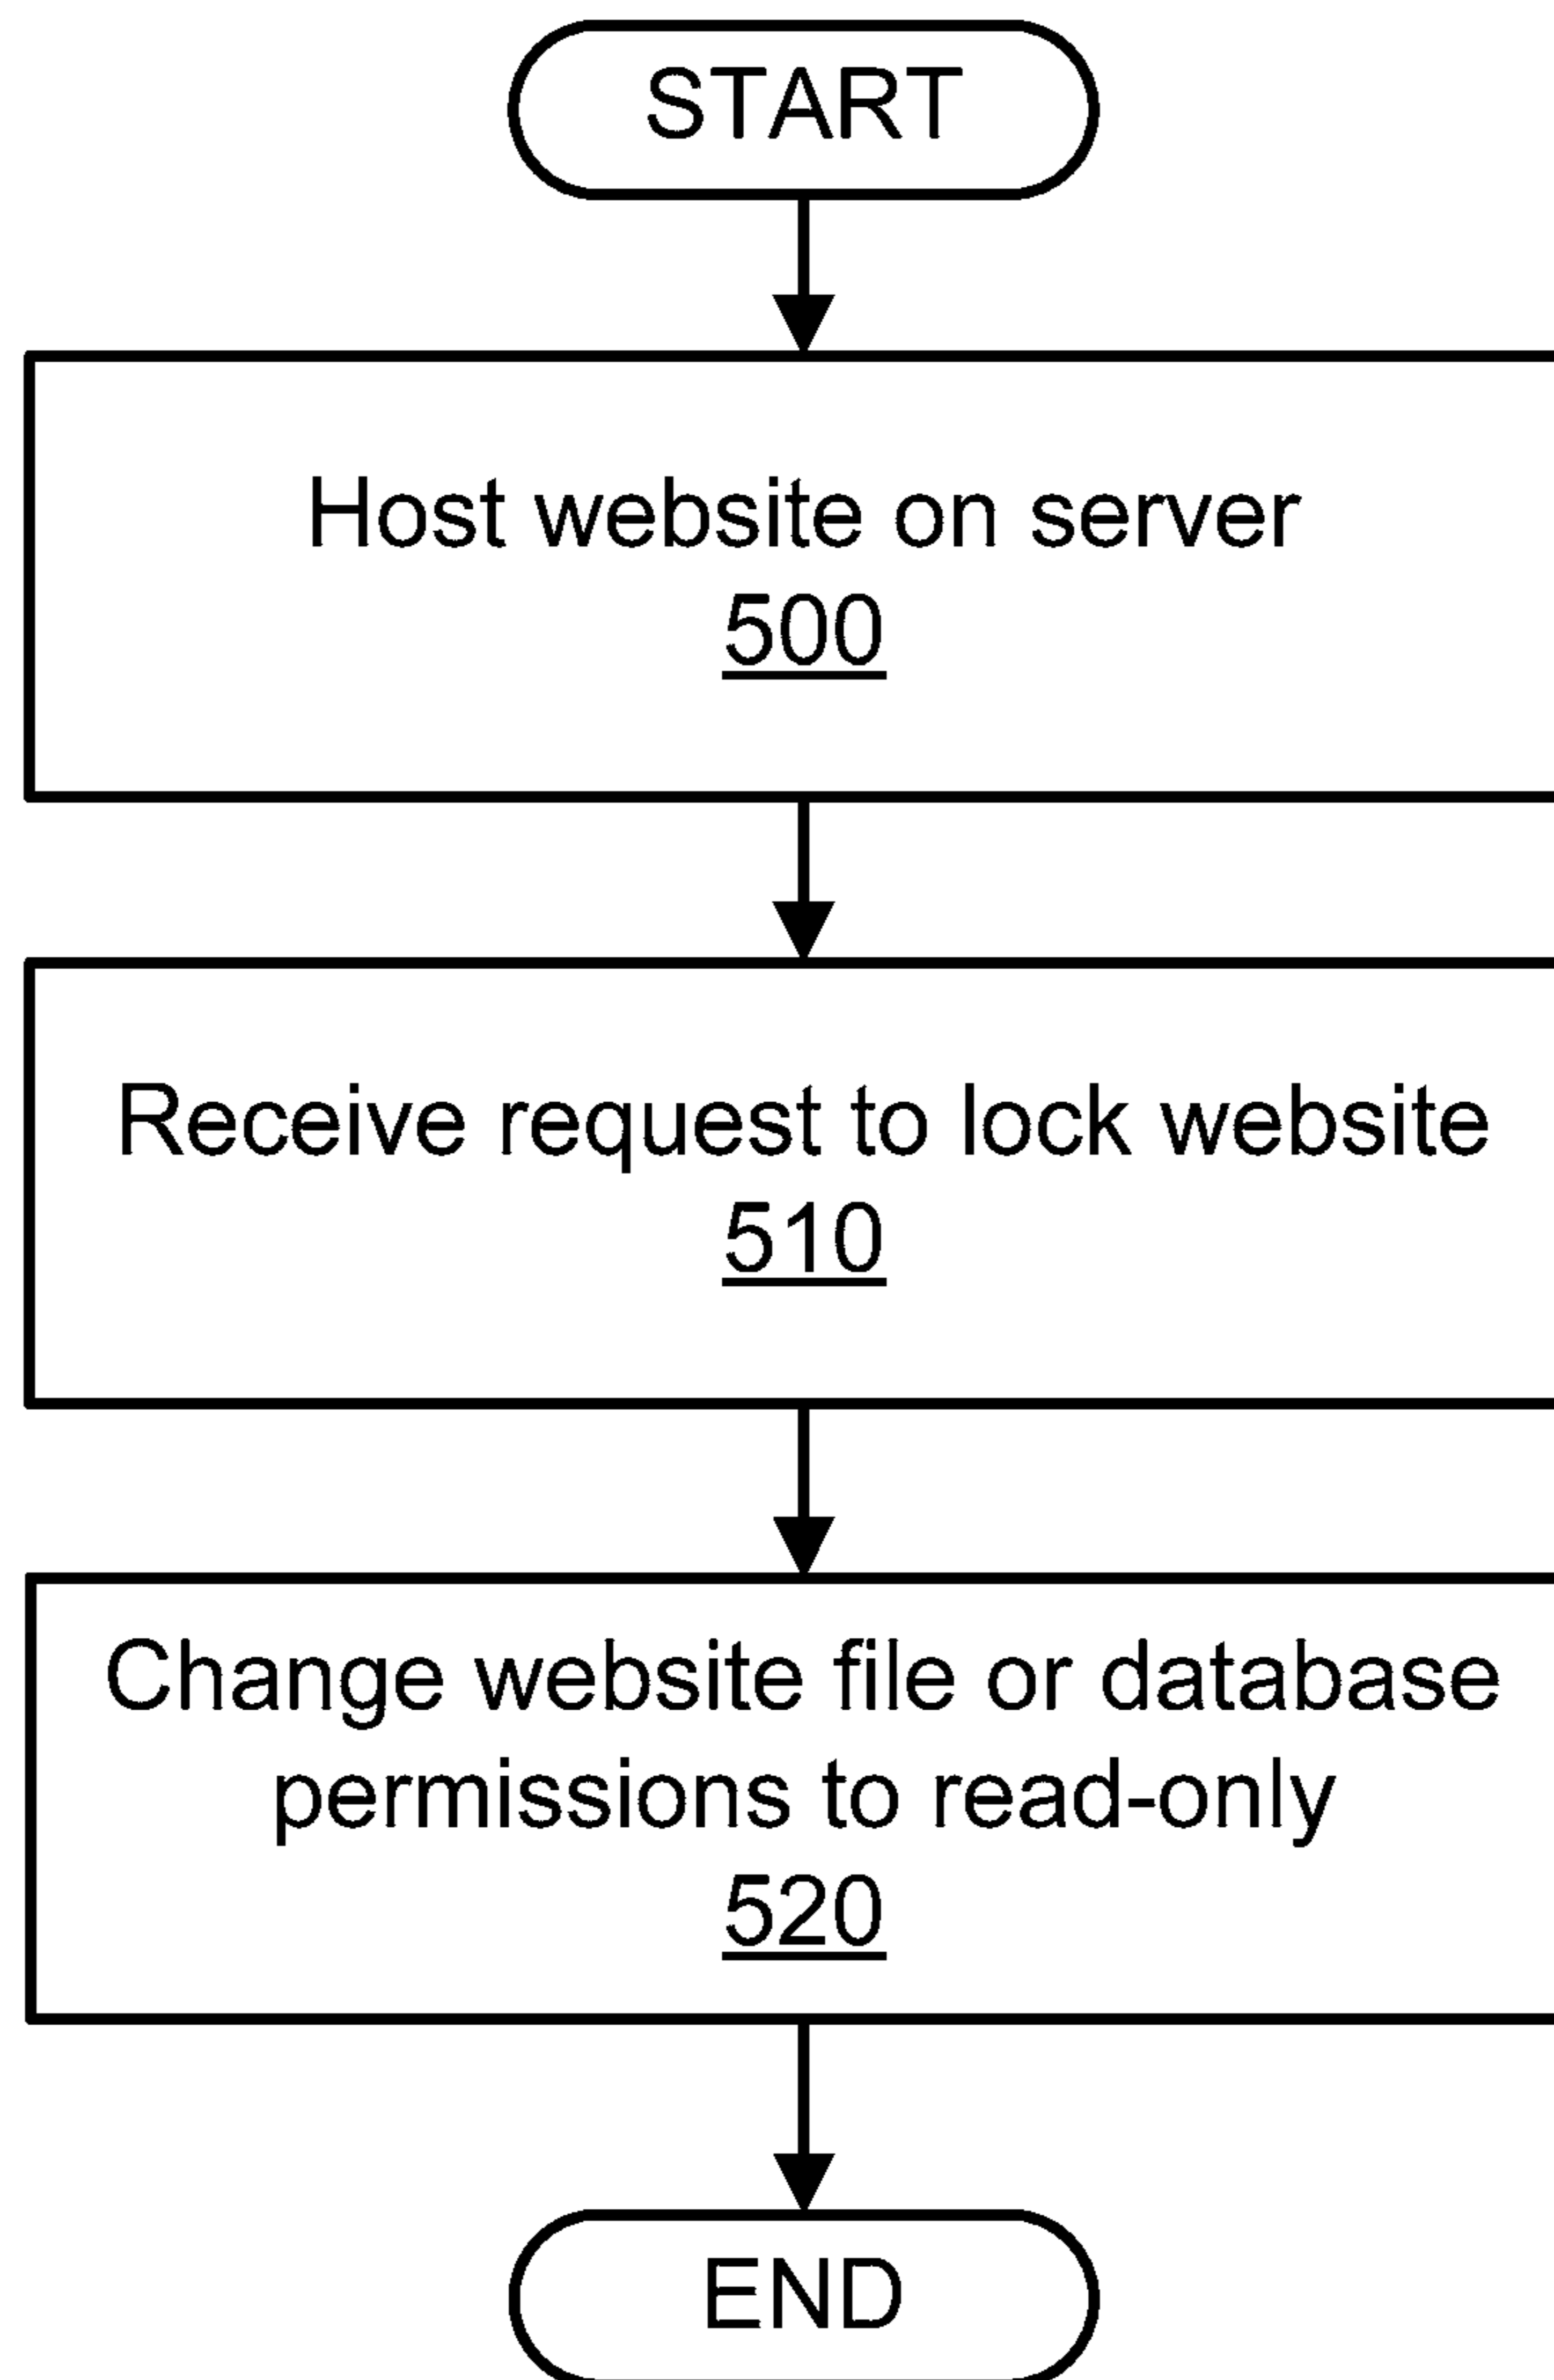 START
Host website on server
500
Receive request to lock website
510
Change website file or database
permissions to read-only
520
END